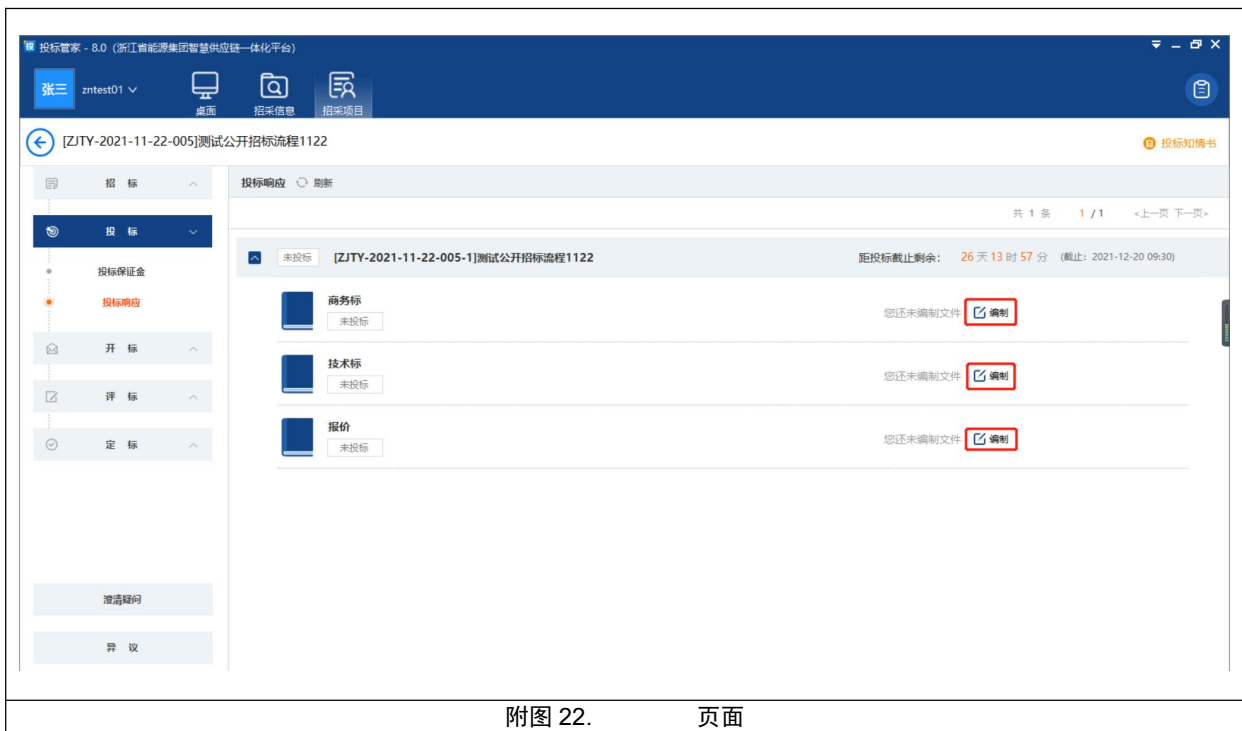 投标管家 - 8.0 (浙江省能源集团智慧供应链一体化平台)
张三 zntest01 桌面 招采信息 招采项目
[ZJTY-2021-11-22-005]测试公开招标流程1122 投标知情书
招 标
投标响应 刷新
共 1 条 1 / 1 <上一页 下一页>
投 标
未投标 [ZJTY-2021-11-22-005-1]测试公开招标流程1122 距投标截止剩余: 26 天 13 时 57 分 (截止: 2021-12-20 09:30)
投标保证金
投标响应
商务标
未投标
您还未编制文件 编制
开 标
技术标
未投标
您还未编制文件 编制
评 标
报价
未投标
您还未编制文件 编制
定 标
澄清疑问
异 议
附图 22. 页面